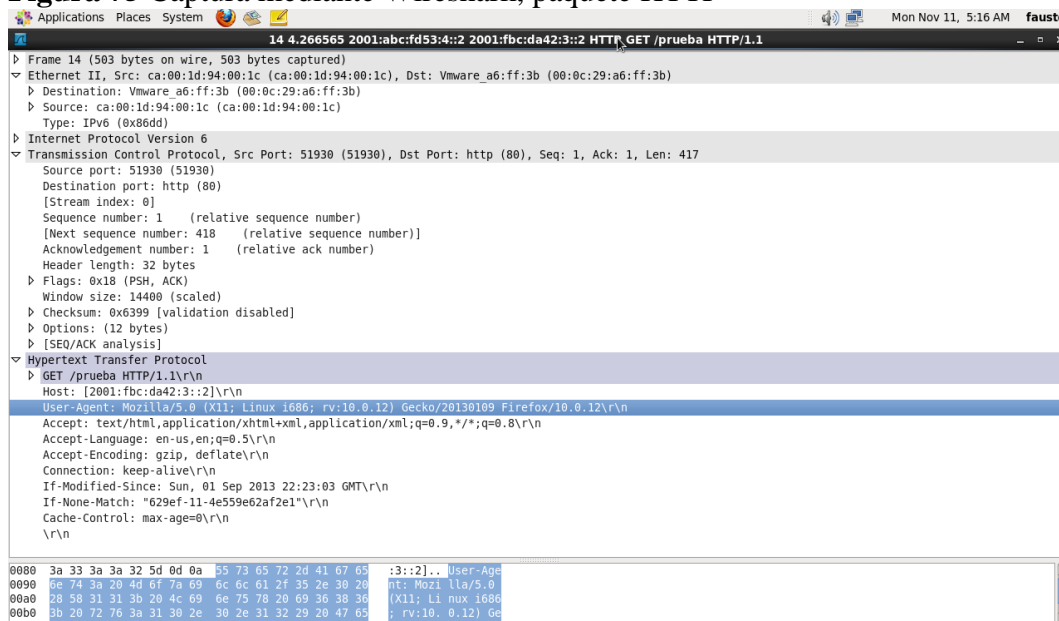 Figura 75 Captura mediante Wireshark, paquete HTTP
Applications Places System Mon Nov 11, 5:16 AM faust
14 4.266565 2001:abc:fd53:4::2 2001:fbc:da42:3::2 HTTP GET /prueba HTTP/1.1
Frame 14 (503 bytes on wire, 503 bytes captured)
Ethernet II, Src: ca:00:1d:94:00:1c (ca:00:1d:94:00:1c), Dst: Vmware_a6:ff:3b (00:0c:29:a6:ff:3b)
Destination: Vmware_a6:ff:3b (00:0c:29:a6:ff:3b)
Source: ca:00:1d:94:00:1c (ca:00:1d:94:00:1c)
Type: IPv6 (0x86dd)
Internet Protocol Version 6
Transmission Control Protocol, Src Port: 51930 (51930), Dst Port: http (80), Seq: 1, Ack: 1, Len: 417
Source port: 51930 (51930)
Destination port: http (80)
[Stream index: 0]
Sequence number: 1 (relative sequence number)
[Next sequence number: 418 (relative sequence number)]
Acknowledgement number: 1 (relative ack number)
Header length: 32 bytes
Flags: 0x18 (PSH, ACK)
Window size: 14400 (scaled)
Checksum: 0x6399 [validation disabled]
Options: (12 bytes)
[SEQ/ACK analysis]
Hypertext Transfer Protocol
GET /prueba HTTP/1.1\r\n
Host: [2001:fbc:da42:3::2]\r\n
User-Agent: Mozilla/5.0 (X11; Linux i686; rv:10.0.12) Gecko/20130109 Firefox/10.0.12\r\n
Accept: text/html,application/xhtml+xml,application/xml;q=0.9,*/*;q=0.8\r\n
Accept-Language: en-us,en;q=0.5\r\n
Accept-Encoding: gzip, deflate\r\n
Connection: keep-alive\r\n
If-Modified-Since: Sun, 01 Sep 2013 22:23:03 GMT\r\n
If-None-Match: "629ef-11-4e559e62af2e1"\r\n
Cache-Control: max-age=0\r\n
\r\n
0080 3a 33 3a 3a 32 5d 0d 0a 55 73 65 72 2d 41 67 65 :3::2].. User-Age
0090 6e 74 3a 20 4d 6f 7a 69 6c 6c 61 2f 35 2e 30 20 nt: Mozi lla/5.0
00a0 28 58 31 31 3b 20 4c 69 6e 75 78 20 69 36 38 36 (X11; Li nux i686
00b0 3b 20 72 76 3a 31 30 2e 30 2e 31 32 29 20 47 65 ; rv:10. 0.12) Ge